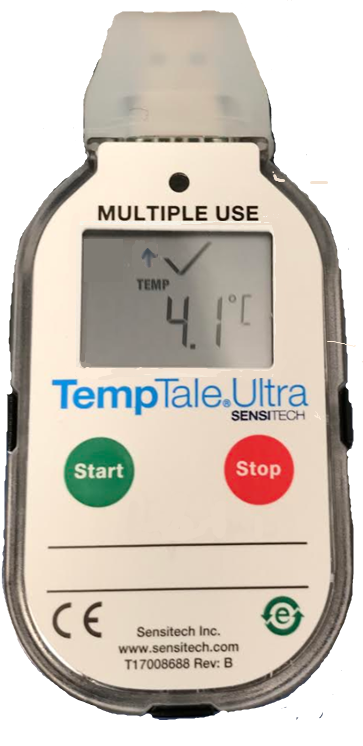 MULTIPLE USE
TEMP
4.1°C
TempTale®Ultra
SENSITECH
Start
Stop
CE
e
Sensitech Inc.
www.sensitech.com
T17008688 Rev: B